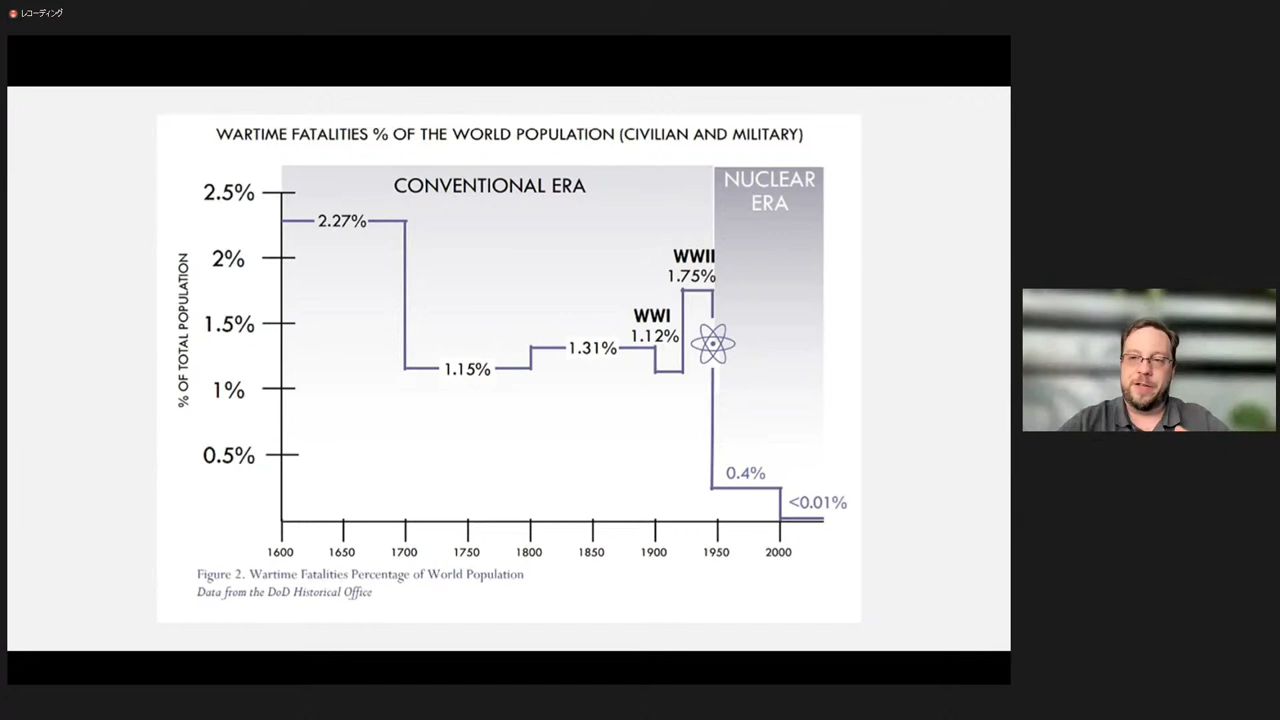 レコーディング
WARTIME FATALITIES % OF THE WORLD POPULATION (CIVILIAN AND MILITARY)
CONVENTIONAL ERA
NUCLEAR
ERA
% OF TOTAL POPULATION
2.5%
2%
1.5%
1%
0.5%
2.27%
1.15%
1.31%
WWI
1.12%
WWII
1.75%
0.4%
<0.01%
1600 1650 1700 1750 1800 1850 1900 1950 2000
Figure 2. Wartime Fatalities Percentage of World Population
Data from the DoD Historical Office